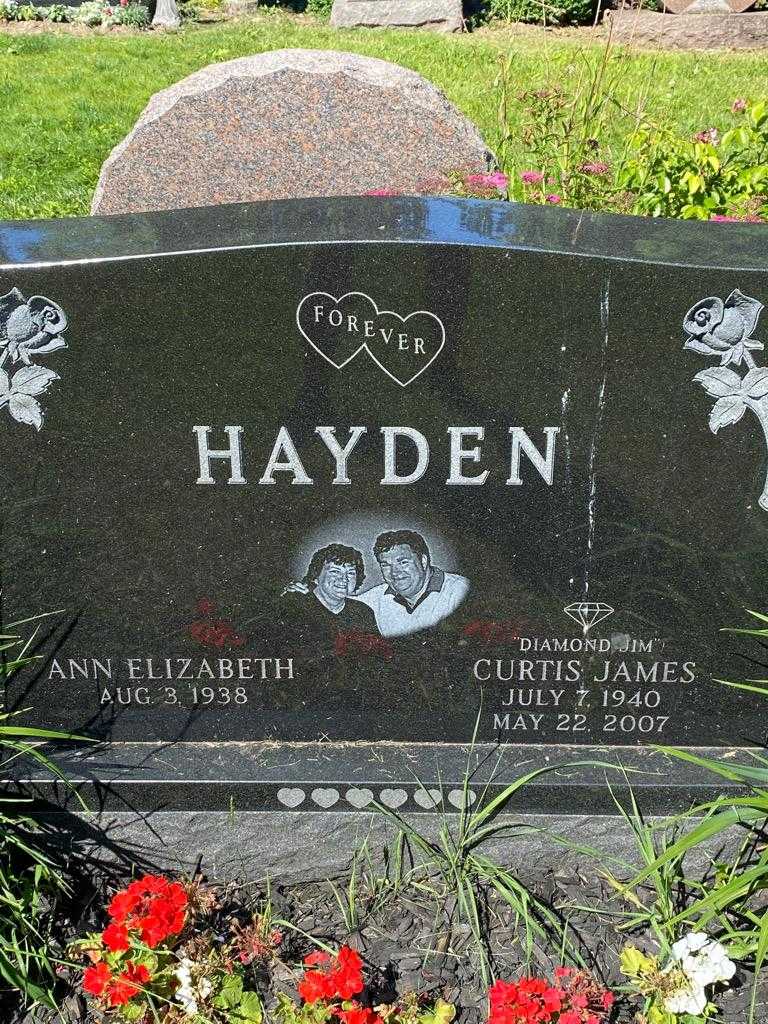 FOREVER
HAYDEN
"DIAMOND JIM"
ANN ELIZABETH
AUG. 3, 1938
CURTIS JAMES
JULY 7, 1940
MAY 22, 2007